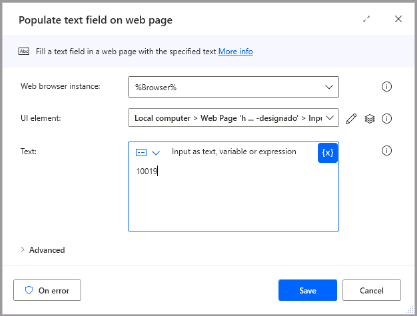 Populate text field on web page
Abc Fill a text field in a web page with the specified text More info
Web browser instance: %Browser%
UI element: Local computer > Web Page 'h ... -designado' > Inpu
Text: Input as text, variable or expression {x}
10019
Advanced
On error Save Cancel